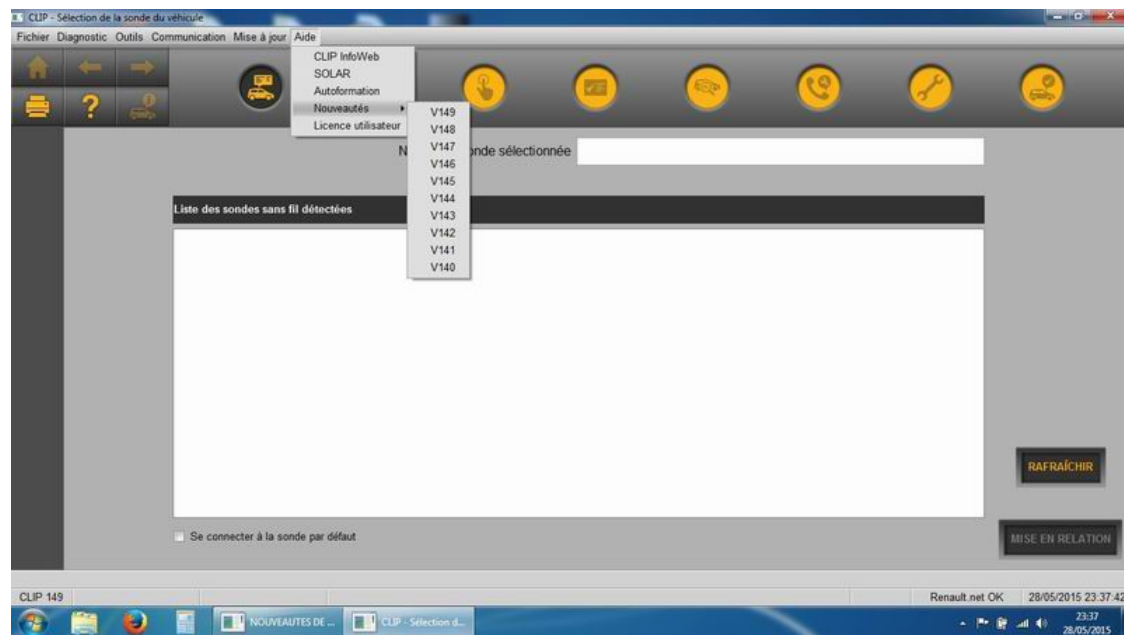 CLIP - Sélection de la sonde du véhicule
Fichier Diagnostic Outils Communication Mise à jour Aide
CLIP InfoWeb
SOLAR
Autoformation
Nouveautés
Licence utilisateur
V149
V148
V147
V146
V145
V144
V143
V142
V141
V140
N onde sélectionnée
Liste des sondes sans fil détectées
RAFRAÎCHIR
Se connecter à la sonde par défaut
MISE EN RELATION
CLIP 149 Renault.net OK 28/05/2015 23:37:42
NOUVEAUTES DE ... CLIP - Sélection d... 23:37
28/05/2015